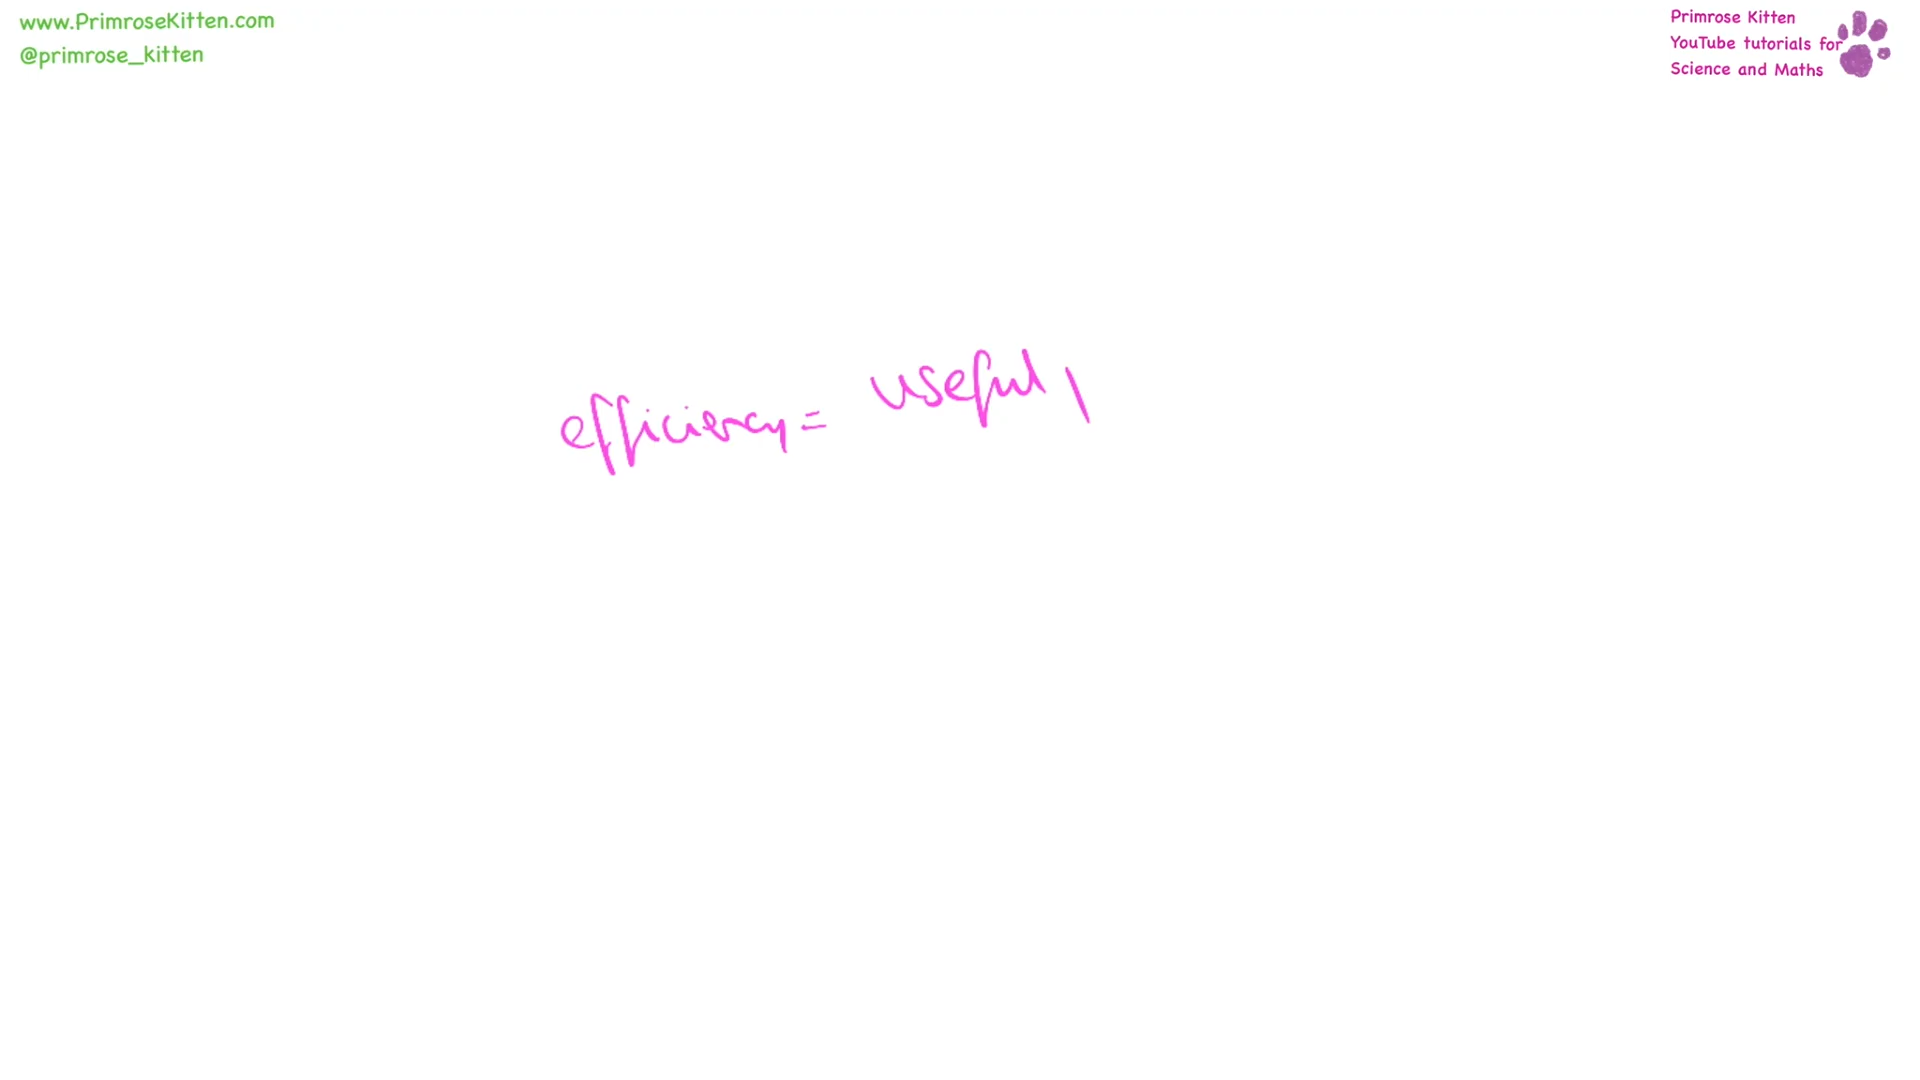 www.PrimroseKitten.com
@primrose_kitten
Primrose Kitten
YouTube tutorials for
Science and Maths
efficiency = useful